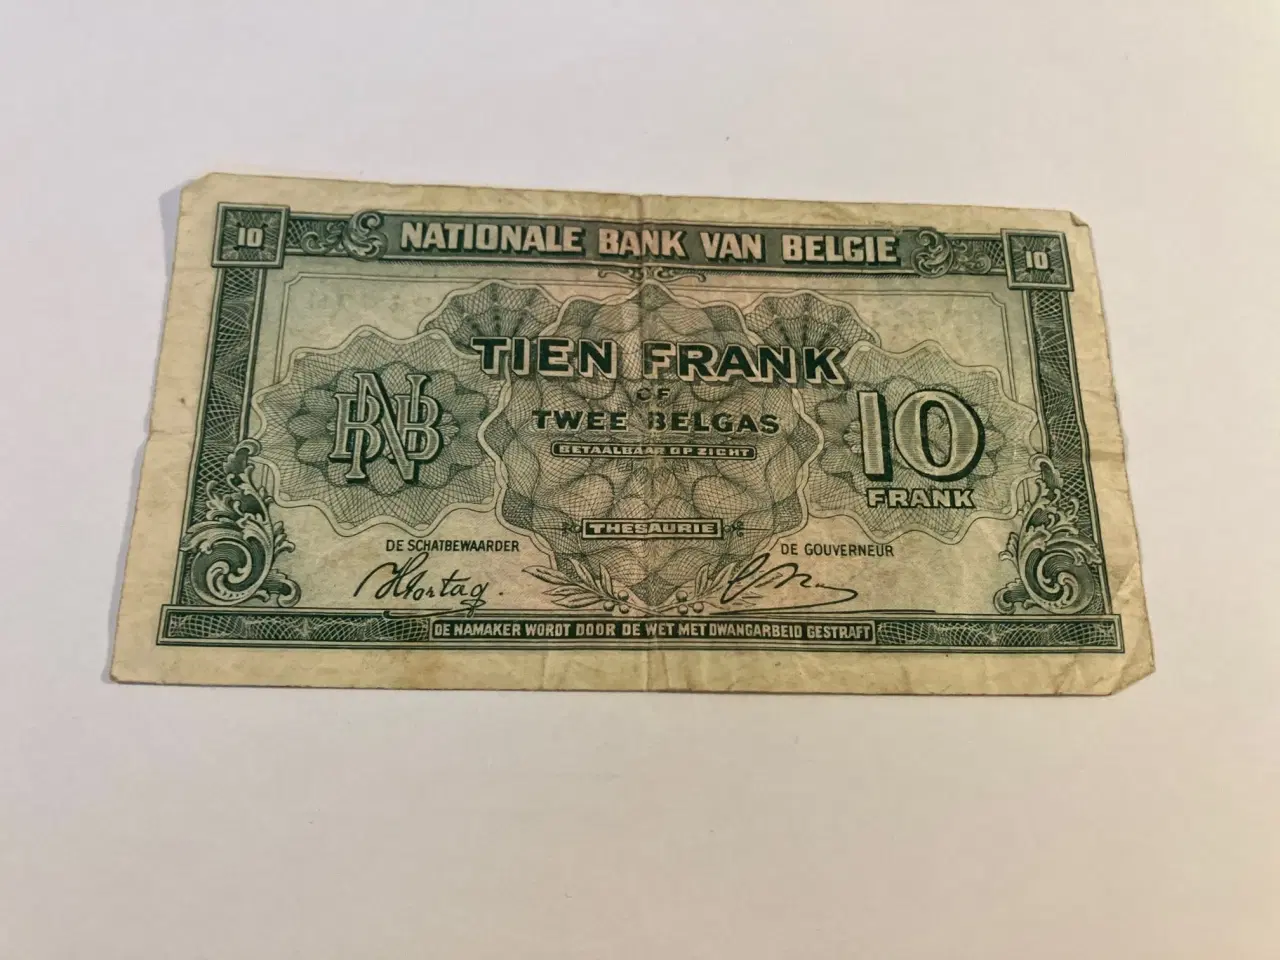 10 NATIONALE BANK VAN BELGIE 10
TIEN FRANK
OF
TWEE BELGAS
BETAALBAAR OP ZICHT
BNB
10
FRANK
THESAURIE
DE SCHATBEWAARDER
DE GOUVERNEUR
DE NAMAKER WORDT DOOR DE WET MET DWANGARBEID GESTRAFT